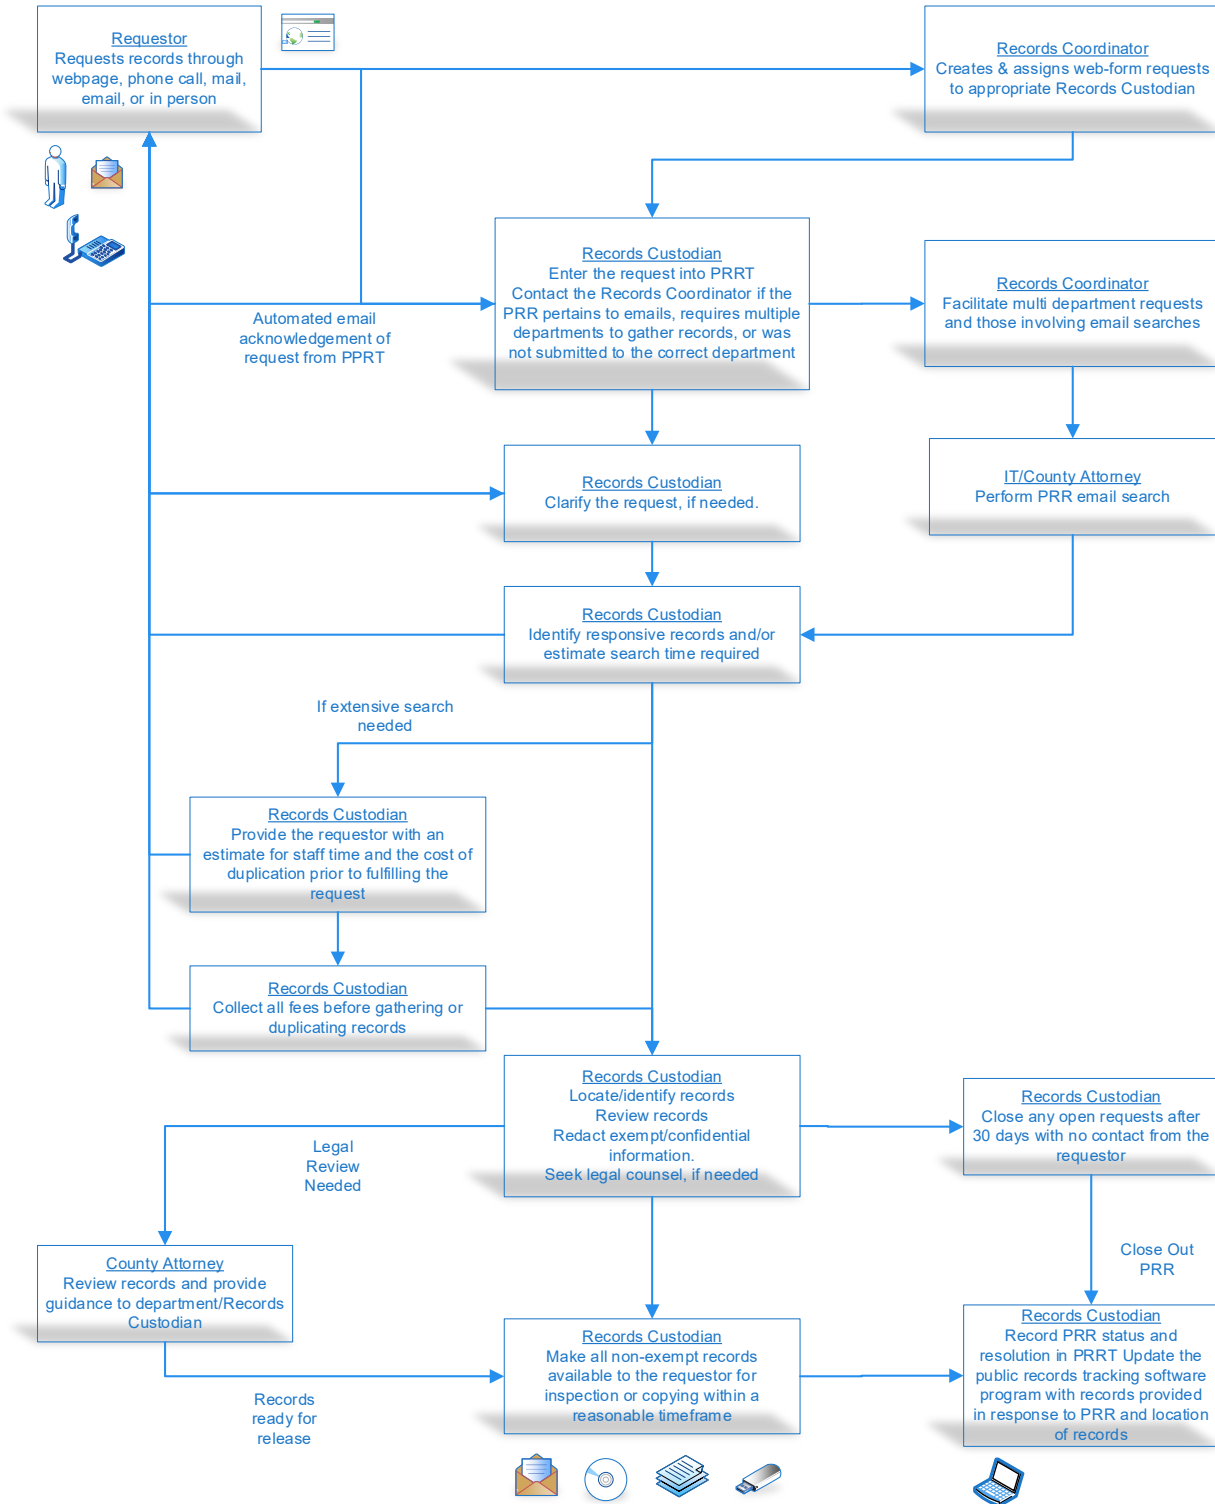 Requestor
Requests records through
webpage, phone call, mail,
email, or in person
Records Coordinator
Creates & assigns web-form requests
to appropriate Records Custodian
Records Custodian
Enter the request into PRRT
Contact the Records Coordinator if the
PRR pertains to emails, requires multiple
departments to gather records, or was
not submitted to the correct department
Records Coordinator
Facilitate multi department requests
and those involving email searches
Automated email
acknowledgement of
request from PPRT
Records Custodian
Clarify the request, if needed.
IT/County Attorney
Perform PRR email search
Records Custodian
Identify responsive records and/or
estimate search time required
If extensive search
needed
Records Custodian
Provide the requestor with an
estimate for staff time and the cost of
duplication prior to fulfilling the
request
Records Custodian
Collect all fees before gathering or
duplicating records
Records Custodian
Locate/identify records
Review records
Redact exempt/confidential
information.
Seek legal counsel, if needed
Records Custodian
Close any open requests after
30 days with no contact from the
requestor
Legal
Review
Needed
Close Out
PRR
County Attorney
Review records and provide
guidance to department/Records
Custodian
Records Custodian
Make all non-exempt records
available to the requestor for
inspection or copying within a
reasonable timeframe
Records Custodian
Record PRR status and
resolution in PRRT Update the
public records tracking software
program with records provided
in response to PRR and location
of records
Records
ready for
release